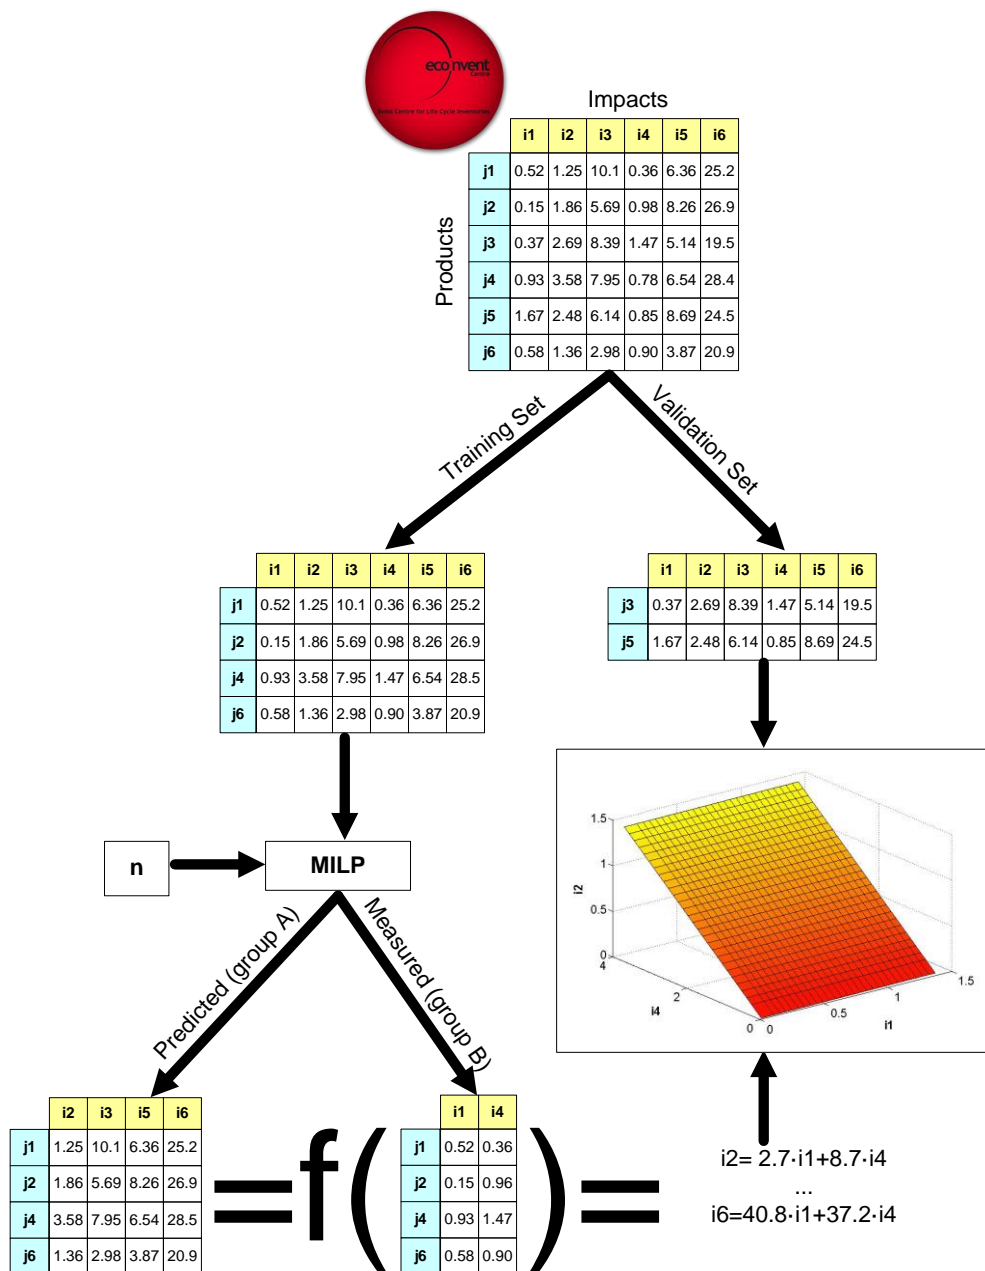 ecoinvent
Centre
Swiss Centre for Life Cycle Inventories
Impacts
Products
i1 i2 i3 i4 i5 i6
j1 0.52 1.25 10.1 0.36 6.36 25.2
j2 0.15 1.86 5.69 0.98 8.26 26.9
j3 0.37 2.69 8.39 1.47 5.14 19.5
j4 0.93 3.58 7.95 0.78 6.54 28.4
j5 1.67 2.48 6.14 0.85 8.69 24.5
j6 0.58 1.36 2.98 0.90 3.87 20.9
Training Set
Validation Set
i1 i2 i3 i4 i5 i6
j1 0.52 1.25 10.1 0.36 6.36 25.2
j2 0.15 1.86 5.69 0.98 8.26 26.9
j4 0.93 3.58 7.95 1.47 6.54 28.5
j6 0.58 1.36 2.98 0.90 3.87 20.9
i1 i2 i3 i4 i5 i6
j3 0.37 2.69 8.39 1.47 5.14 19.5
j5 1.67 2.48 6.14 0.85 8.69 24.5
n
MILP
1.5
1
0.5
0
i2
4
2
0
i4
0
0.5
1
1.5
i1
Predicted (group A)
Measured (group B)
i2 i3 i5 i6
j1 1.25 10.1 6.36 25.2
j2 1.86 5.69 8.26 26.9
j4 3.58 7.95 6.54 28.5
j6 1.36 2.98 3.87 20.9
= f (
i1 i4
j1 0.52 0.36
j2 0.15 0.96
j4 0.93 1.47
j6 0.58 0.90
) =
i2= 2.7·i1+8.7·i4
...
i6=40.8·i1+37.2·i4